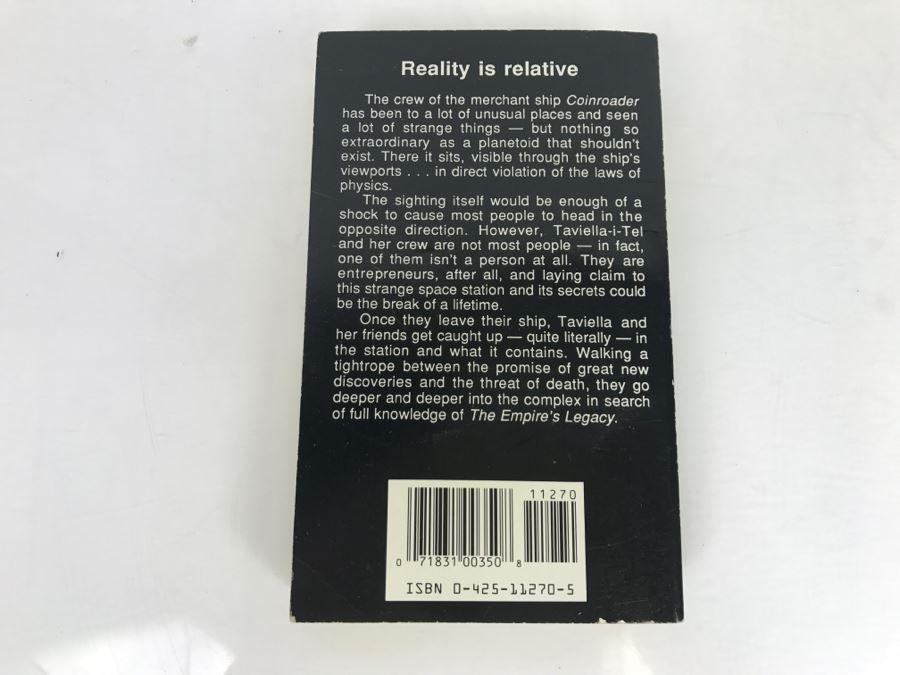 Reality is relative
The crew of the merchant ship Coinroader
has been to a lot of unusual places and seen
a lot of strange things — but nothing so
extraordinary as a planetoid that shouldn't
exist. There it sits, visible through the ship's
viewports . . . in direct violation of the laws of
physics.
The sighting itself would be enough of a
shock to cause most people to head in the
opposite direction. However, Taviella-i-Tel
and her crew are not most people — in fact,
one of them isn't a person at all. They are
entrepreneurs, after all, and laying claim to
this strange space station and its secrets could
be the break of a lifetime.
Once they leave their ship, Taviella and
her friends get caught up — quite literally — in
the station and what it contains. Walking a
tightrope between the promise of great new
discoveries and the threat of death, they go
deeper and deeper into the complex in search
of full knowledge of The Empire's Legacy.
11270
0 71831 00350 8
ISBN 0-425-11270-5